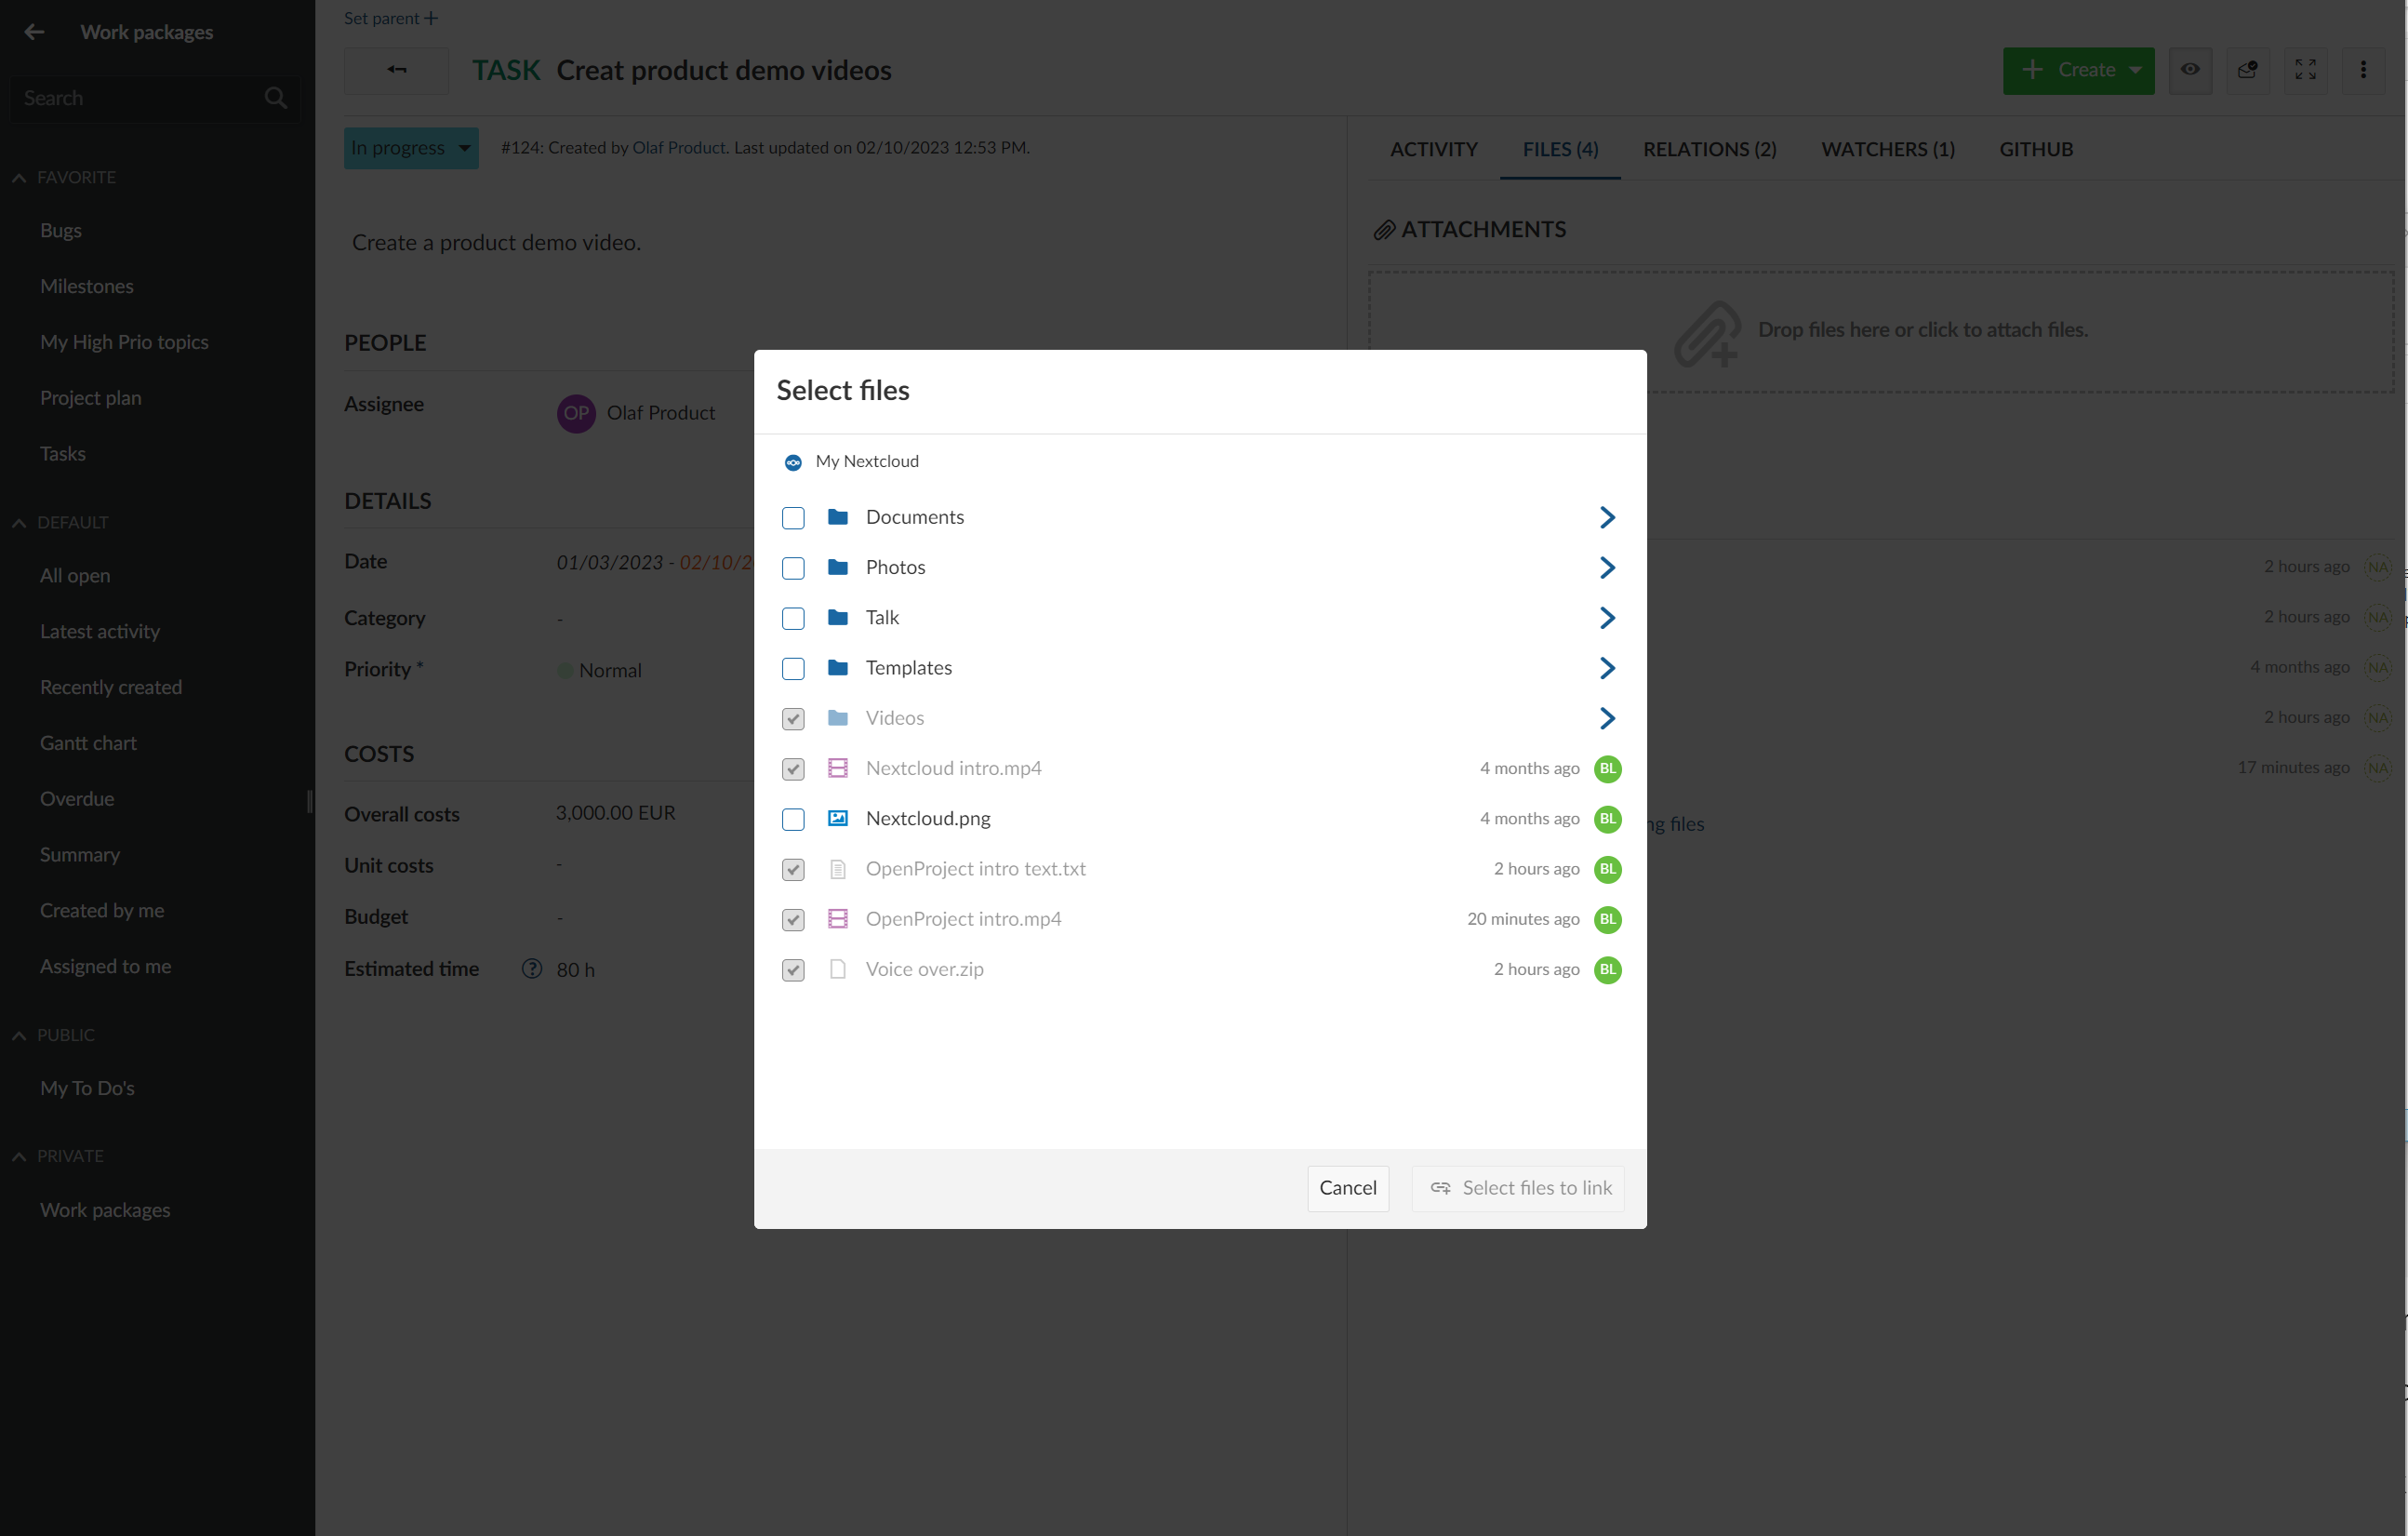 Work packages
Search
FAVORITE
Bugs
Milestones
My High Prio topics
Project plan
Tasks
DEFAULT
All open
Latest activity
Recently created
Gantt chart
Overdue
Summary
Created by me
Assigned to me
PUBLIC
My To Do's
PRIVATE
Work packages
Set parent +
TASK Creat product demo videos
Create
In progress #124: Created by Olaf Product. Last updated on 02/10/2023 12:53 PM.
Create a product demo video.
PEOPLE
Assignee OP Olaf Product
DETAILS
Date 01/03/2023 - 02/10/2
Category -
Priority * Normal
COSTS
Overall costs 3,000.00 EUR
Unit costs -
Budget -
Estimated time ? 80 h
ACTIVITY FILES (4) RELATIONS (2) WATCHERS (1) GITHUB
ATTACHMENTS
Drop files here or click to attach files.
2 hours ago NA
2 hours ago NA
4 months ago NA
2 hours ago NA
17 minutes ago NA
files
Select files
My Nextcloud
Documents
Photos
Talk
Templates
Videos
Nextcloud intro.mp4 4 months ago BL
Nextcloud.png 4 months ago BL
OpenProject intro text.txt 2 hours ago BL
OpenProject intro.mp4 20 minutes ago BL
Voice over.zip 2 hours ago BL
Cancel Select files to link